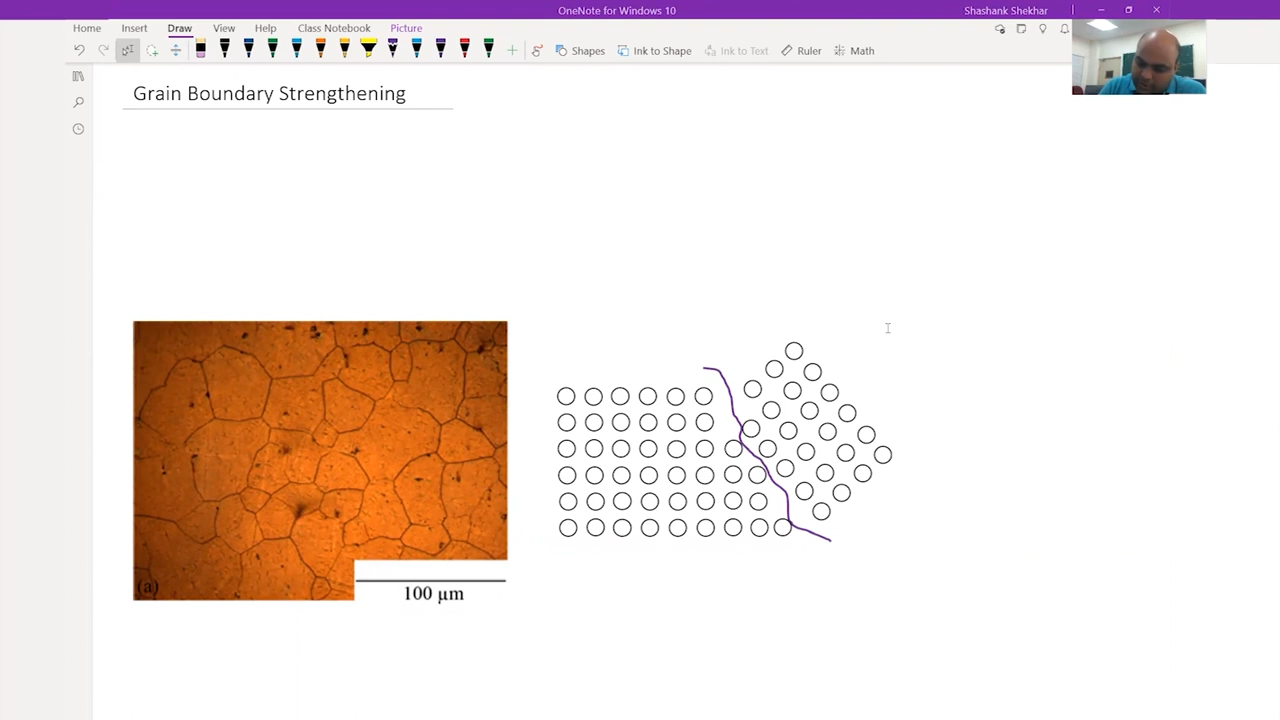 OneNote for Windows 10
Shashank Shekhar
Home Insert Draw View Help Class Notebook Picture
Shapes Ink to Shape Ink to Text Ruler Math
Grain Boundary Strengthening
(a)
100 µm